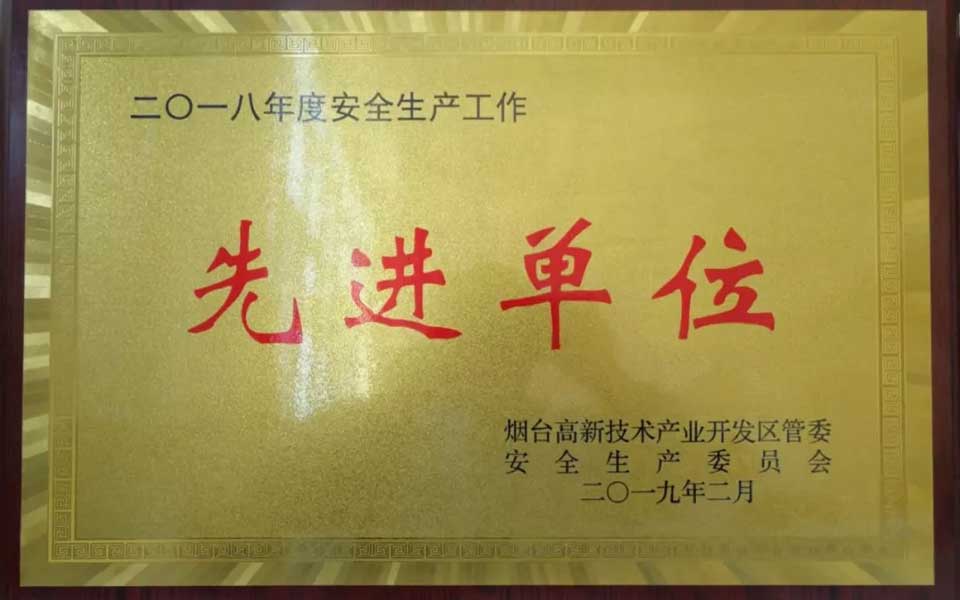 二〇一八年度安全生产工作
先进单位
烟台高新技术产业开发区管委
安全生产委员会
二〇一九年二月